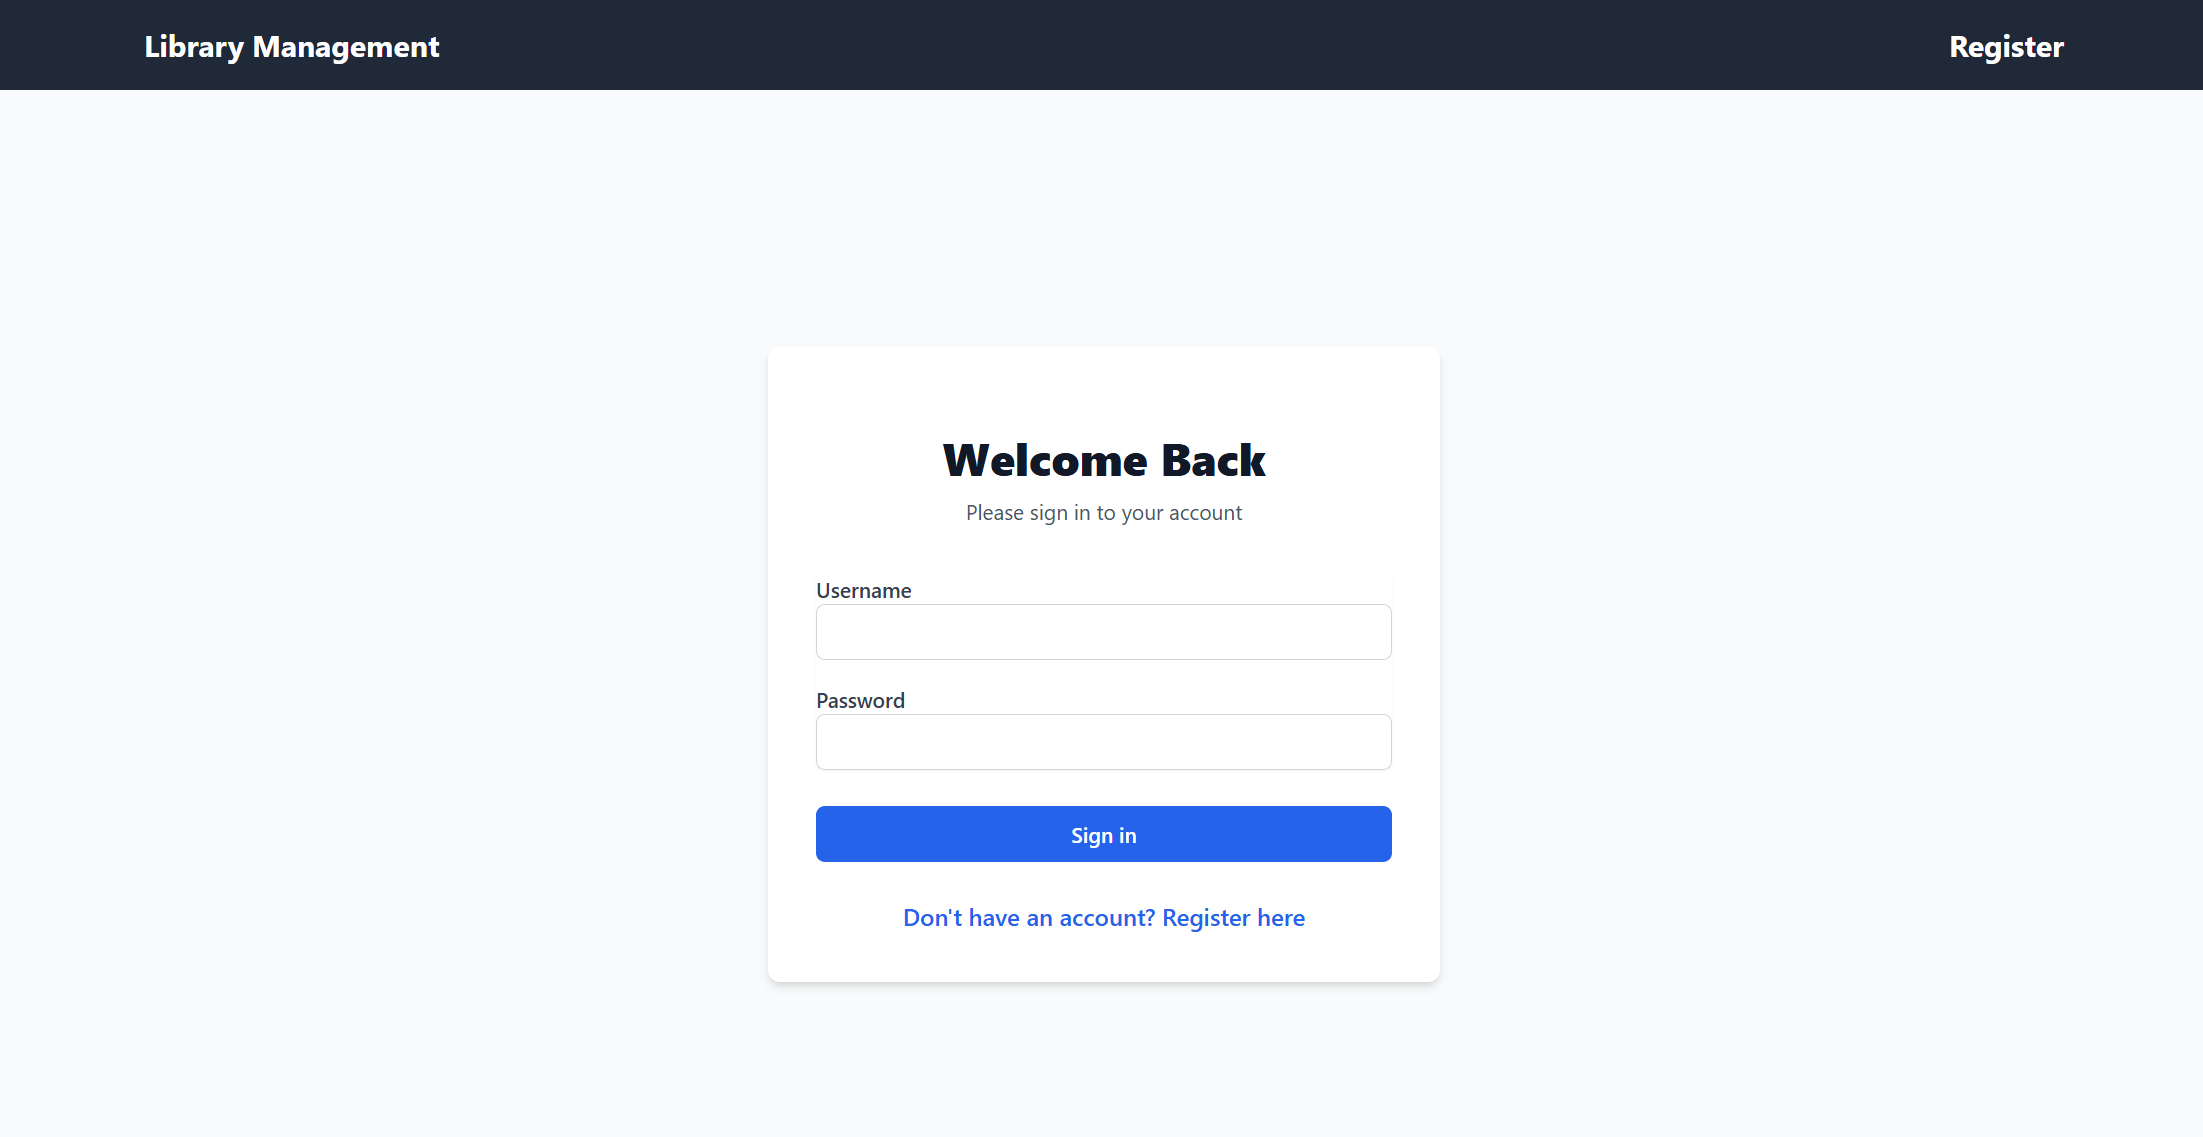 Library Management
Register
Welcome Back
Please sign in to your account
Username
Password
Sign in
Don't have an account? Register here